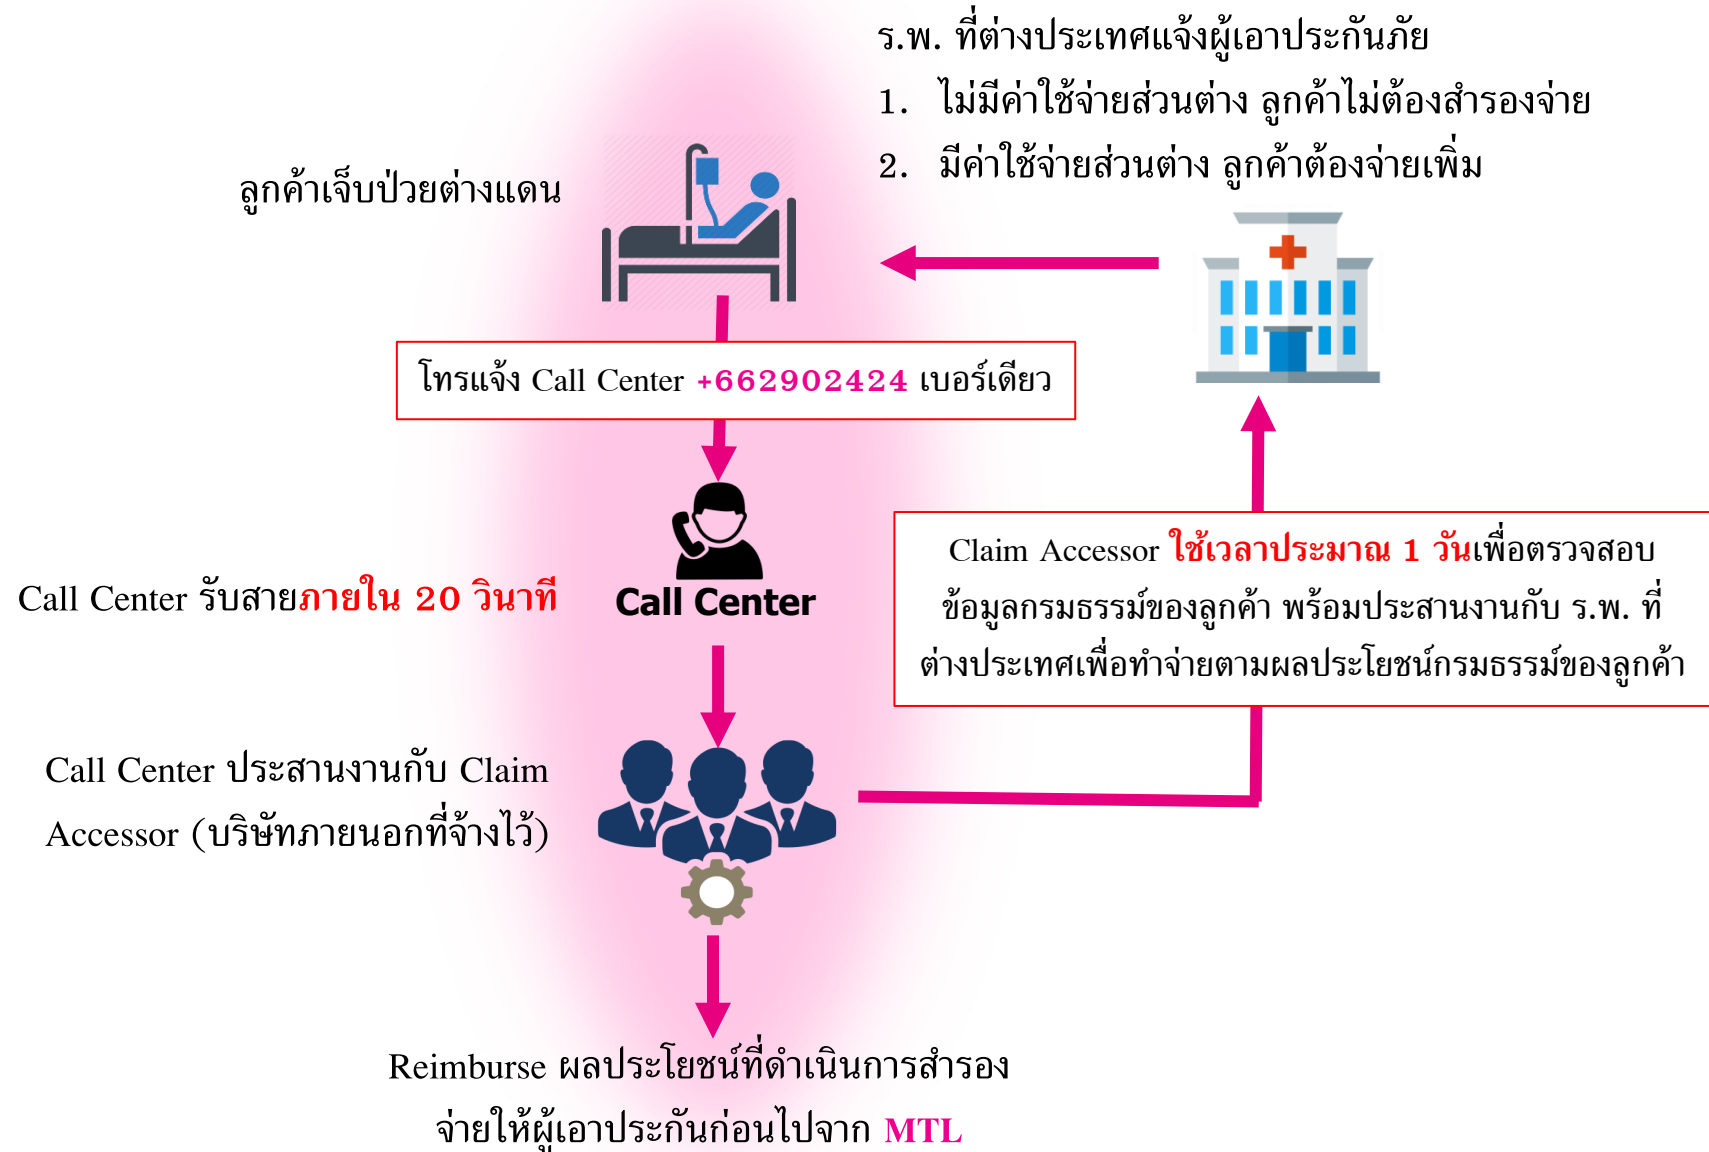 ร.พ. ที่ต่างประเทศแจ้งผู้เอาประกันภัย
1. ไม่มีค่าใช้จ่ายส่วนต่าง ลูกค้าไม่ต้องสำรองจ่าย
2. มีค่าใช้จ่ายส่วนต่าง ลูกค้าต้องจ่ายเพิ่ม
ลูกค้าเจ็บป่วยต่างแดน
โทรแจ้ง Call Center +662902424 เบอร์เดียว
Call Center รับสายภายใน 20 วินาที
Call Center
Claim Accessor ใช้เวลาประมาณ 1 วันเพื่อตรวจสอบ
ข้อมูลกรมธรรม์ของลูกค้า พร้อมประสานงานกับ ร.พ. ที่
ต่างประเทศเพื่อทำจ่ายตามผลประโยชน์กรมธรรม์ของลูกค้า
Call Center ประสานงานกับ Claim
Accessor (บริษัทภายนอกที่จ้างไว้)
Reimburse ผลประโยชน์ที่ดำเนินการสำรอง
จ่ายให้ผู้เอาประกันก่อนไปจาก MTL